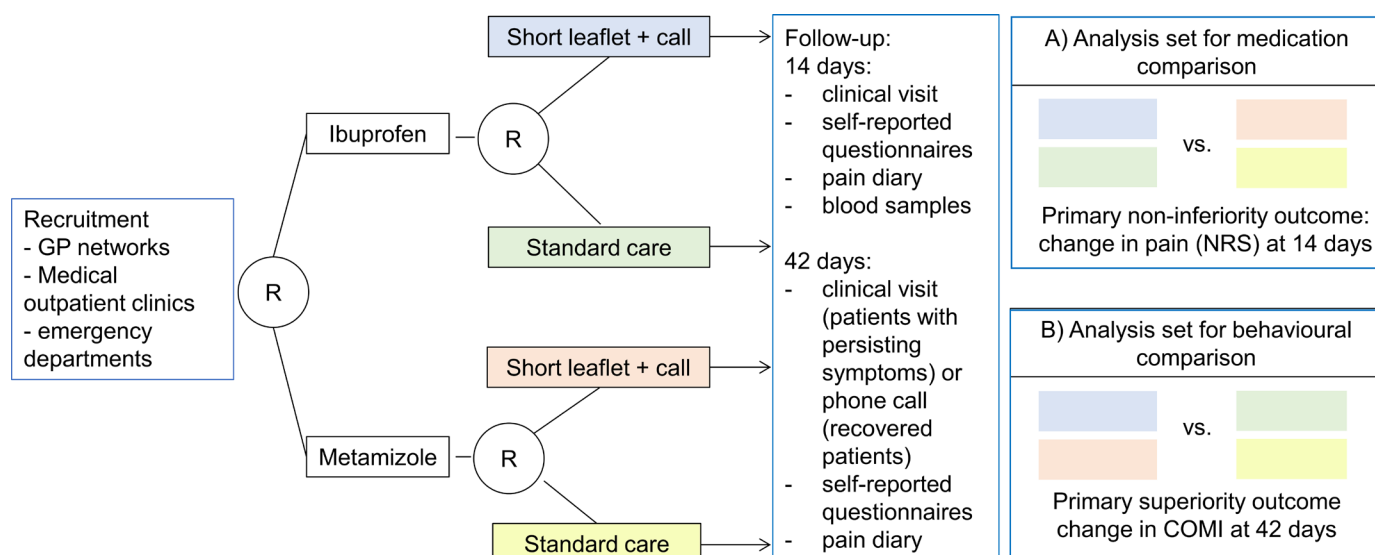 Recruitment
- GP networks
- Medical
outpatient clinics
- emergency
departments
R
Ibuprofen
R
Short leaflet + call
Standard care
Metamizole
R
Short leaflet + call
Standard care
Follow-up:
14 days:
- clinical visit
- self-reported
questionnaires
- pain diary
- blood samples
42 days:
- clinical visit
(patients with
persisting
symptoms) or
phone call
(recovered
patients)
- self-reported
questionnaires
- pain diary
A) Analysis set for medication
comparison
vs.
Primary non-inferiority outcome:
change in pain (NRS) at 14 days
B) Analysis set for behavioural
comparison
vs.
Primary superiority outcome
change in COMI at 42 days